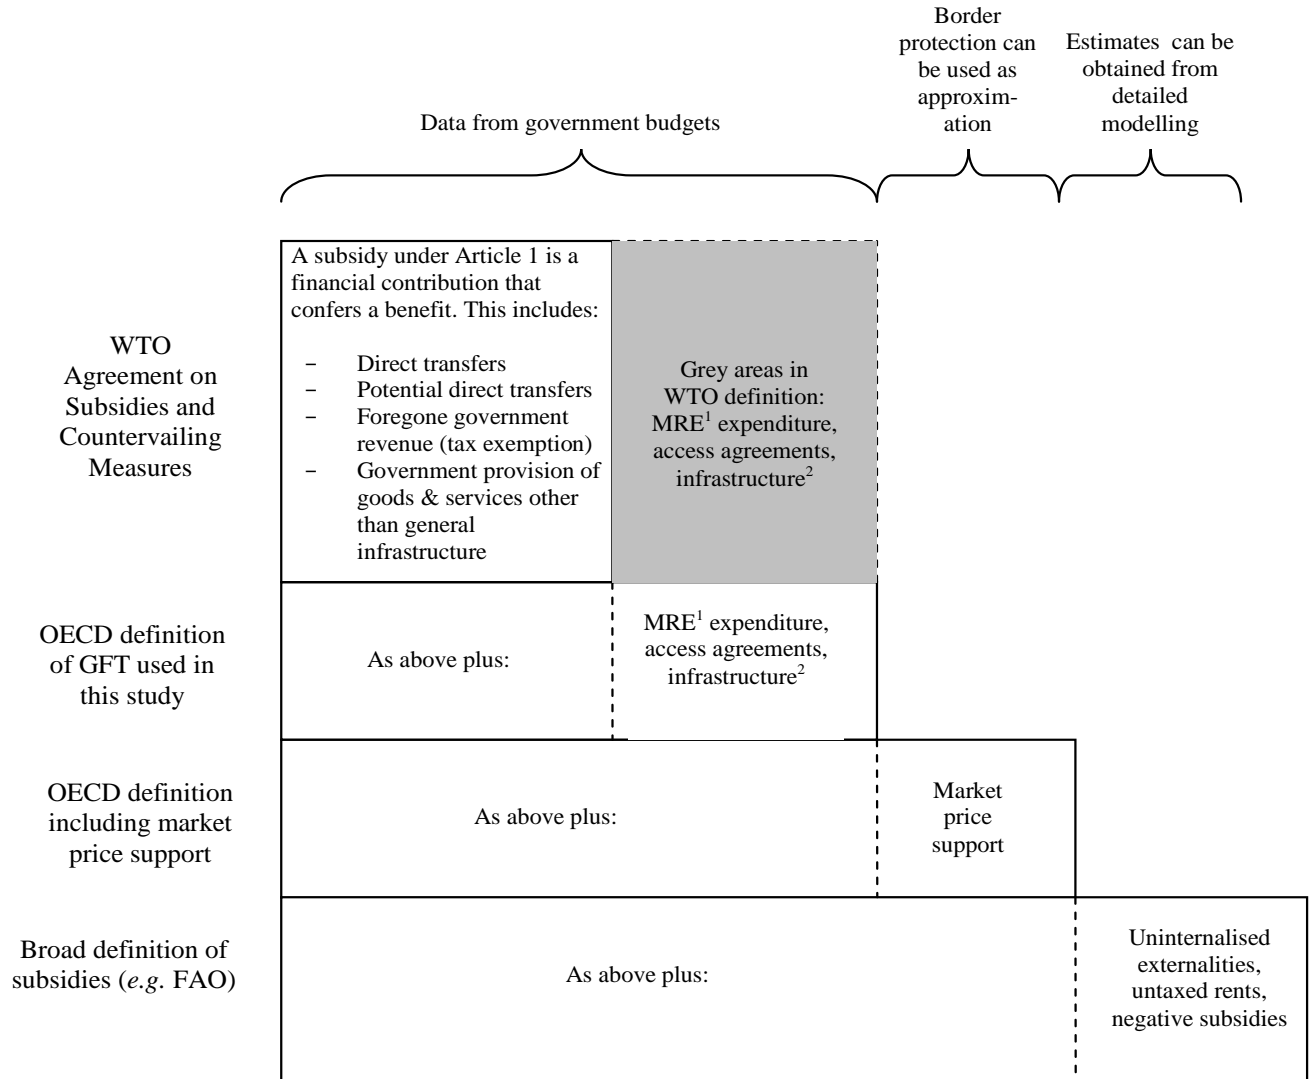 Data from government budgets
Border
protection can
be used as
approxim-
ation
Estimates  can be
obtained from
detailed
modelling
WTO
Agreement on
Subsidies and
Countervailing
Measures
A subsidy under Article 1 is a
financial contribution that
confers a benefit. This includes:
– Direct transfers
– Potential direct transfers
– Foregone government
revenue (tax exemption)
– Government provision of
goods & services other
than general
infrastructure
Grey areas in
WTO definition:
MRE¹ expenditure,
access agreements,
infrastructure²
OECD definition
of GFT used in
this study
As above plus:
MRE¹ expenditure,
access agreements,
infrastructure²
OECD definition
including market
price support
As above plus:
Market
price
support
Broad definition of
subsidies (e.g. FAO)
As above plus:
Uninternalised
externalities,
untaxed rents,
negative subsidies